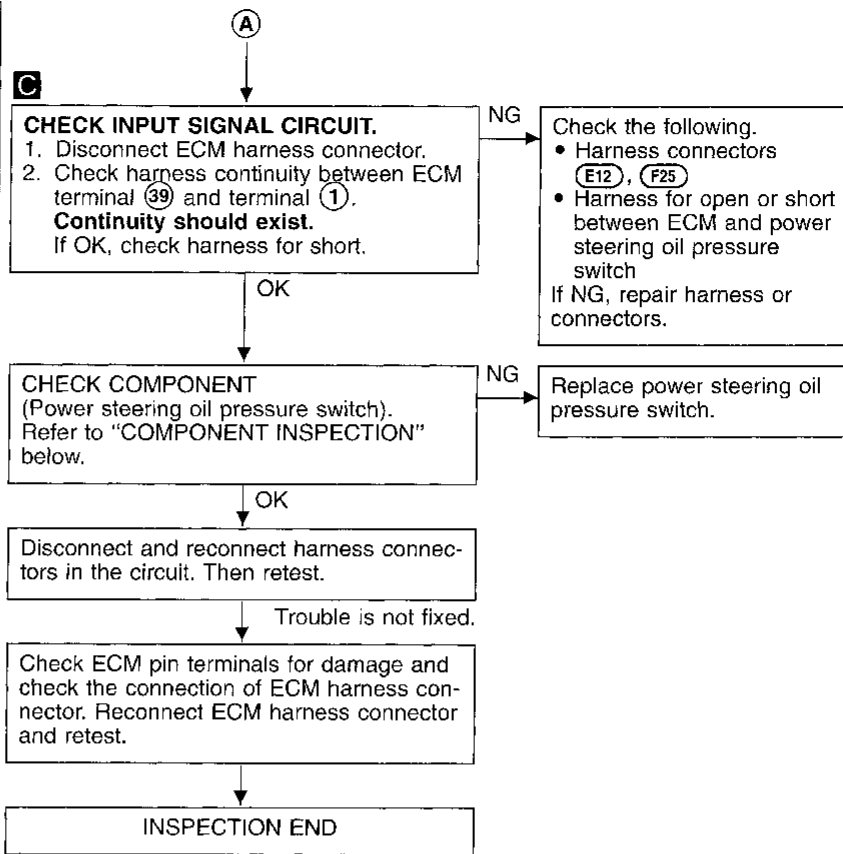 A
C
CHECK INPUT SIGNAL CIRCUIT.
1. Disconnect ECM harness connector.
2. Check harness continuity between ECM
terminal 39 and terminal 1.
Continuity should exist.
If OK, check harness for short.
NG
Check the following.
• Harness connectors
E12, F25
• Harness for open or short
between ECM and power
steering oil pressure
switch
If NG, repair harness or
connectors.
OK
CHECK COMPONENT
(Power steering oil pressure switch).
Refer to “COMPONENT INSPECTION”
below.
NG
Replace power steering oil
pressure switch.
OK
Disconnect and reconnect harness connec-
tors in the circuit. Then retest.
Trouble is not fixed.
Check ECM pin terminals for damage and
check the connection of ECM harness con-
nector. Reconnect ECM harness connector
and retest.
INSPECTION END